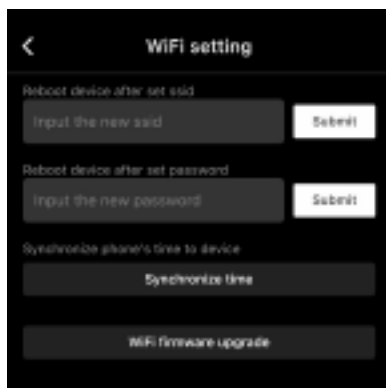 WiFi setting
Reboot device after set ssid
Input the new ssid
Submit
Reboot device after set password
Input the new password
Submit
Synchronize phone's time to device
Synchronize time
WiFi firmware upgrade